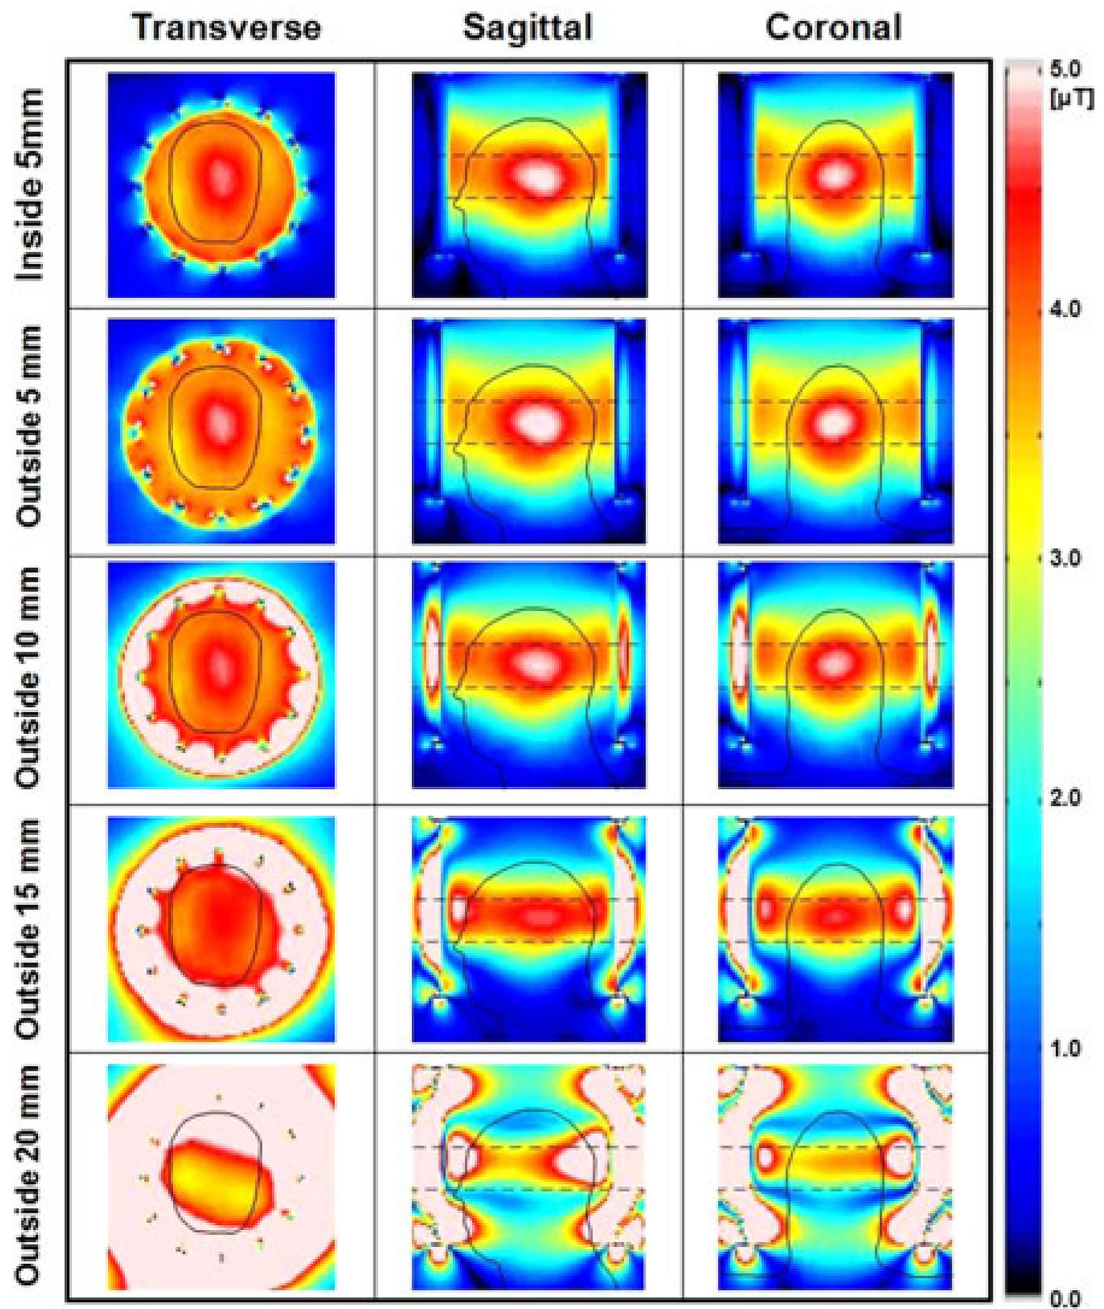 Transverse Sagittal Coronal
Inside 5mm
Outside 5 mm
Outside 10 mm
Outside 15 mm
Outside 20 mm
5.0
[µT]
4.0
3.0
2.0
1.0
0.0